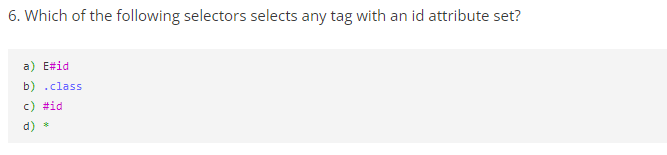 6. Which of the following selectors selects any tag with an id attribute set?
a) E#id
b) .class
c) #id
d) *